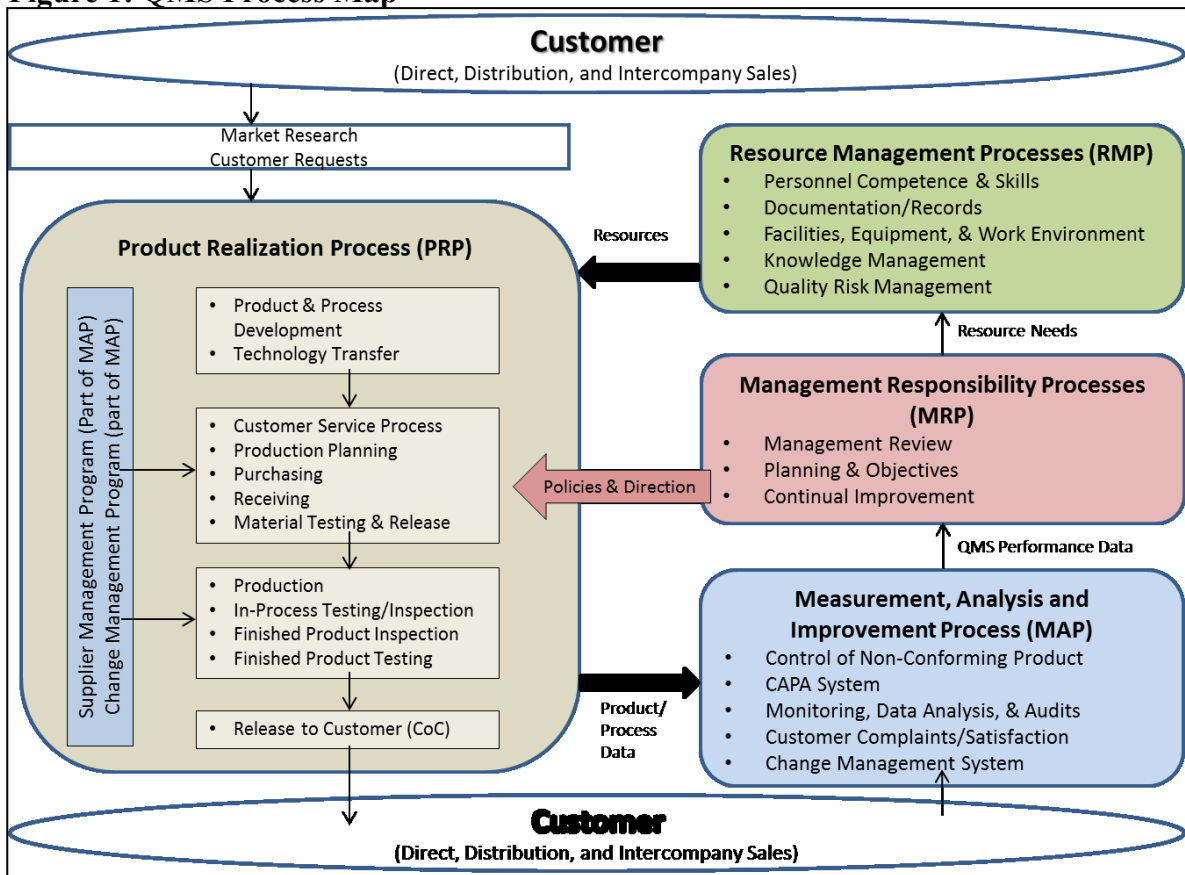 Figure 1: QMS Process Map
Customer
(Direct, Distribution, and Intercompany Sales)
Market Research
Customer Requests
Product Realization Process (PRP)
Supplier Management Program (Part of MAP)
Change Management Program (part of MAP)
• Product & Process
Development
• Technology Transfer
• Customer Service Process
• Production Planning
• Purchasing
• Receiving
• Material Testing & Release
• Production
• In-Process Testing/Inspection
• Finished Product Inspection
• Finished Product Testing
• Release to Customer (CoC)
Resources
Resource Management Processes (RMP)
• Personnel Competence & Skills
• Documentation/Records
• Facilities, Equipment, & Work Environment
• Knowledge Management
• Quality Risk Management
Resource Needs
Management Responsibility Processes
(MRP)
• Management Review
• Planning & Objectives
• Continual Improvement
Policies & Direction
QMS Performance Data
Measurement, Analysis and
Improvement Process (MAP)
• Control of Non-Conforming Product
• CAPA System
• Monitoring, Data Analysis, & Audits
• Customer Complaints/Satisfaction
• Change Management System
Product/
Process
Data
Customer
(Direct, Distribution, and Intercompany Sales)